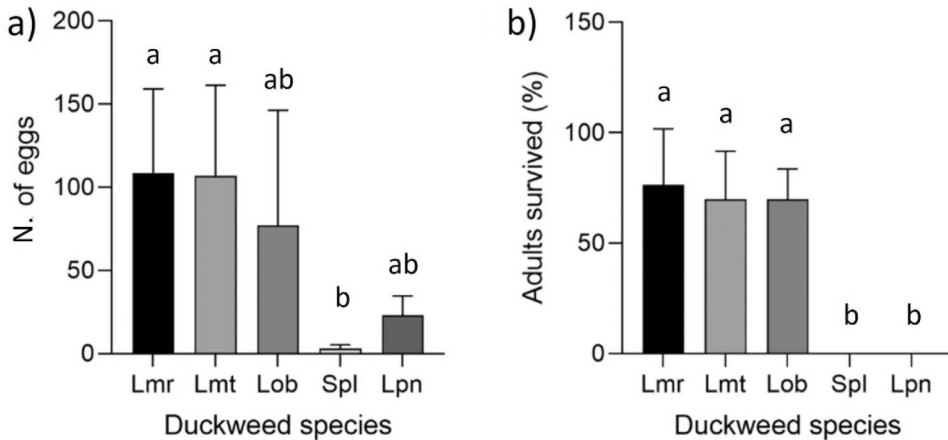 a)
N. of eggs
200
150
100
50
0
a
a
ab
b
ab
Lmr Lmt Lob Spl Lpn
Duckweed species
b)
Adults survived (%)
150
100
50
0
a
a
a
b
b
Lmr Lmt Lob Spl Lpn
Duckweed species